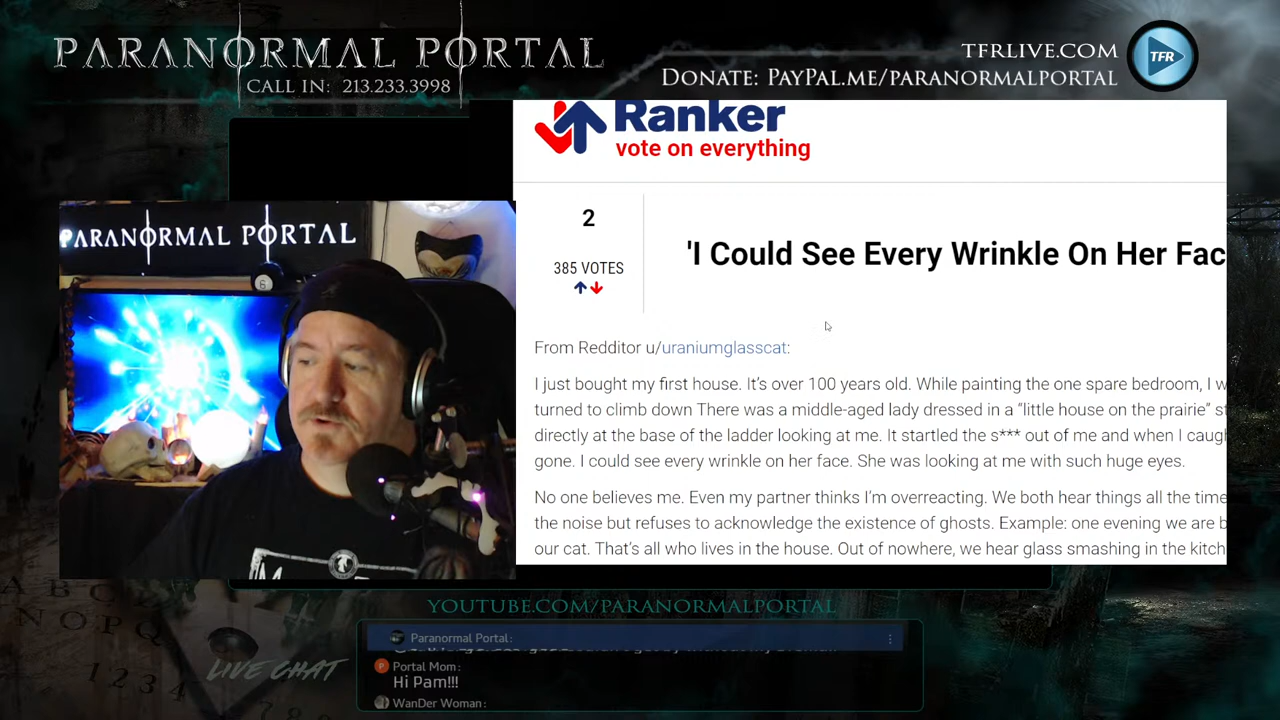 PARANORMAL PORTAL
CALL IN: 213.233.3998
TFRLIVE.COM
DONATE: PAYPAL.ME/PARANORMALPORTAL
TFR
Ranker
vote on everything
2
385 VOTES
'I Could See Every Wrinkle On Her Fac
From Redditor u/uraniumglasscat:
I just bought my first house. It's over 100 years old. While painting the one spare bedroom, I w
turned to climb down There was a middle-aged lady dressed in a “little house on the prairie” st
directly at the base of the ladder looking at me. It startled the s*** out of me and when I caugh
gone. I could see every wrinkle on her face. She was looking at me with such huge eyes.
No one believes me. Even my partner thinks I'm overreacting. We both hear things all the time
the noise but refuses to acknowledge the existence of ghosts. Example: one evening we are b
our cat. That's all who lives in the house. Out of nowhere, we hear glass smashing in the kitch
PARANORMAL PORTAL
6
YOUTUBE.COM/PARANORMALPORTAL
Paranormal Portal:
P Portal Mom:
Hi Pam!!!
WanDer Woman:
LIVE CHAT
A B C D
N O P Q
1 2 3 4